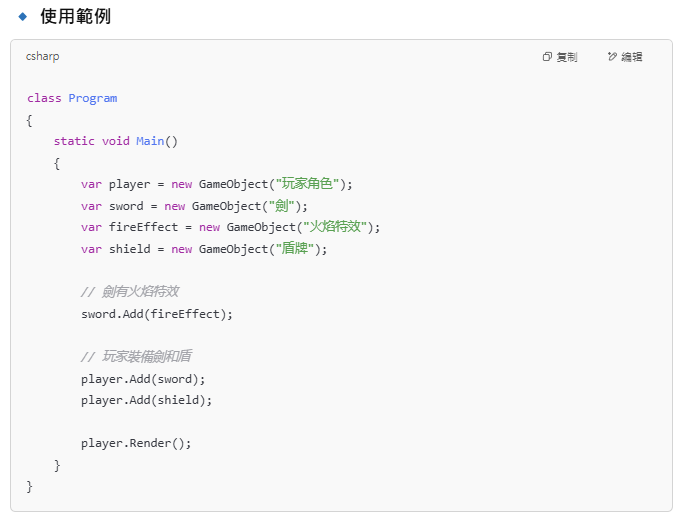 使用範例
csharp 复制 编辑
class Program
{
    static void Main()
    {
        var player = new GameObject("玩家角色");
        var sword = new GameObject("劍");
        var fireEffect = new GameObject("火焰特效");
        var shield = new GameObject("盾牌");

        // 劍有火焰特效
        sword.Add(fireEffect);

        // 玩家裝備劍和盾
        player.Add(sword);
        player.Add(shield);

        player.Render();
    }
}